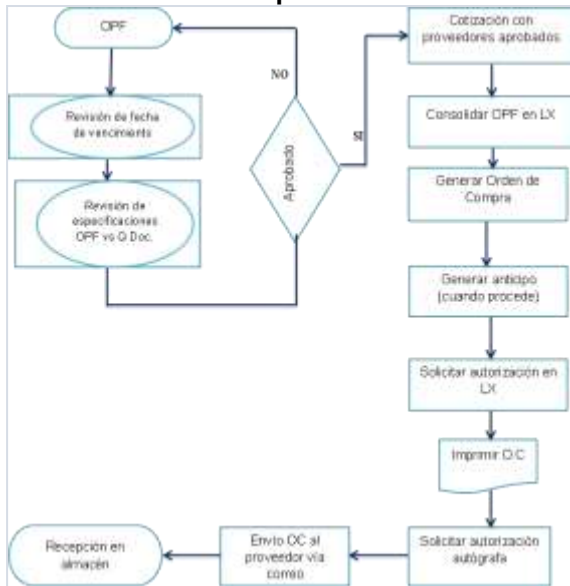 OPF
Revisión de fecha
de vencimiento
Revisión de
especificaciones
OPF vs Q Doc.
NO
Aprobado
SI
Cotización con
proveedores aprobados
Consolidar OPF en LX
Generar Orden de
Compra
Generar anticipo
(cuando procede)
Solicitar autorización en
LX
Imprimir O.C
Solicitar autorización
autógrafa
Envío OC al
proveedor vía
correo
Recepción en
almacén